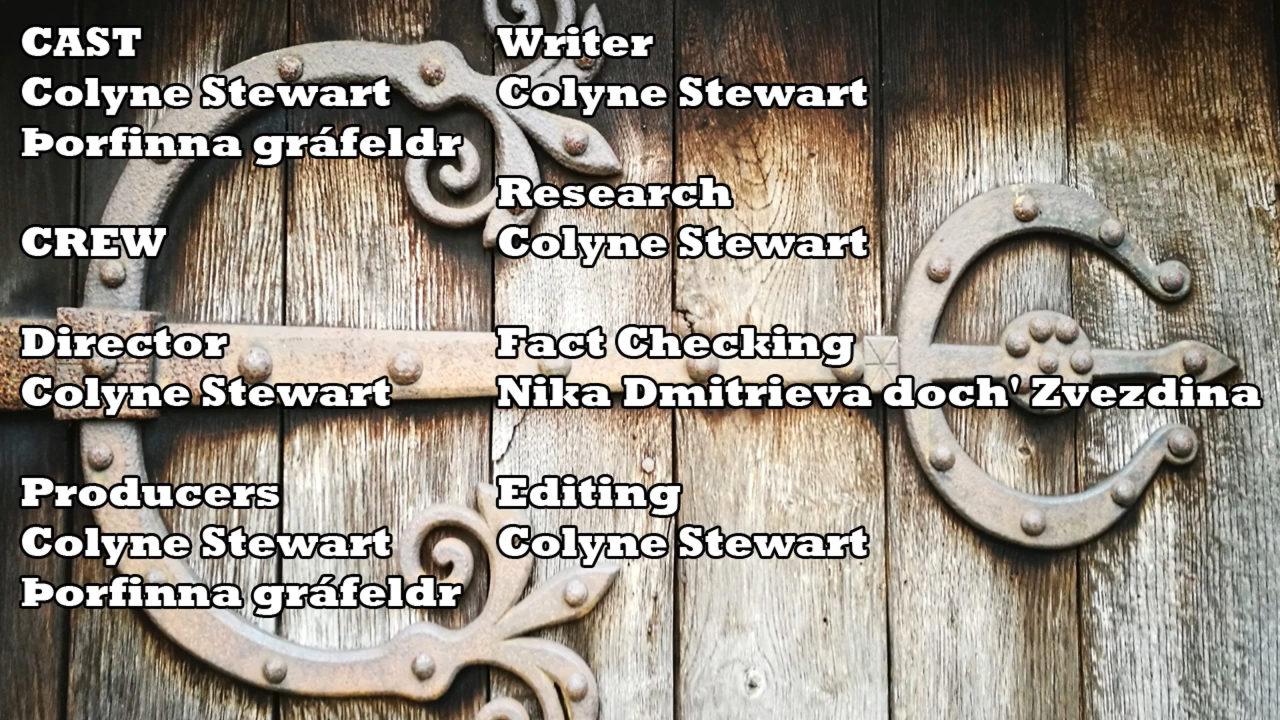 CAST
Colyne Stewart
Þorfinna gráfeldr
CREW
Director
Colyne Stewart
Producers
Colyne Stewart
Þorfinna gráfeldr
Writer
Colyne Stewart
Research
Colyne Stewart
Fact Checking
Nika Dmitrieva doch' Zvezdina
Editing
Colyne Stewart